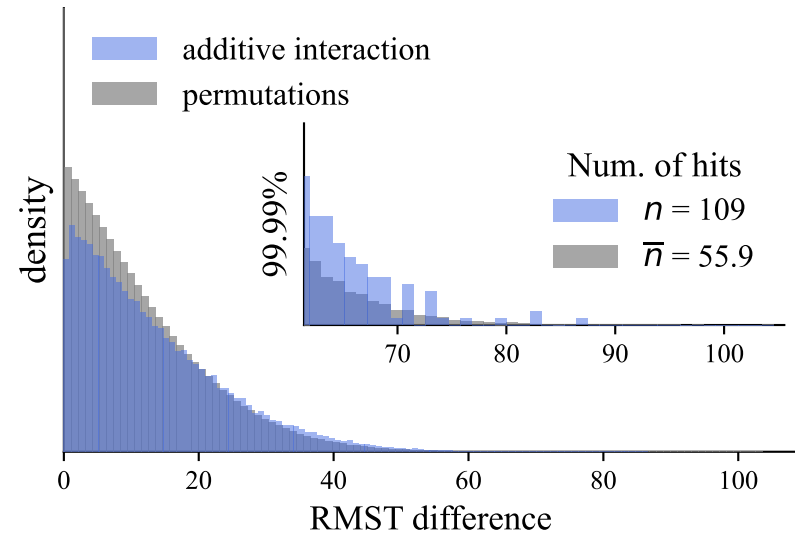 additive interaction
permutations
density
99.99%
Num. of hits
n = 109
n̅ = 55.9
70 80 90 100
0 20 40 60 80 100
RMST difference